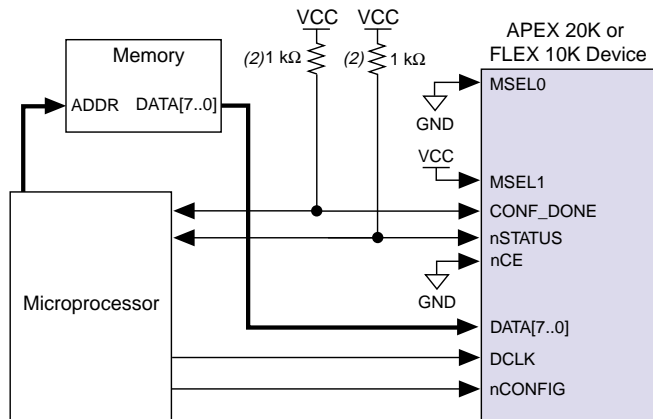 VCC VCC
APEX 20K or
FLEX 10K Device
(2) 1 kΩ (2) 1 kΩ
Memory
ADDR DATA[7..0]
MSEL0
GND
VCC
MSEL1
CONF_DONE
nSTATUS
nCE
GND
Microprocessor
DATA[7..0]
DCLK
nCONFIG